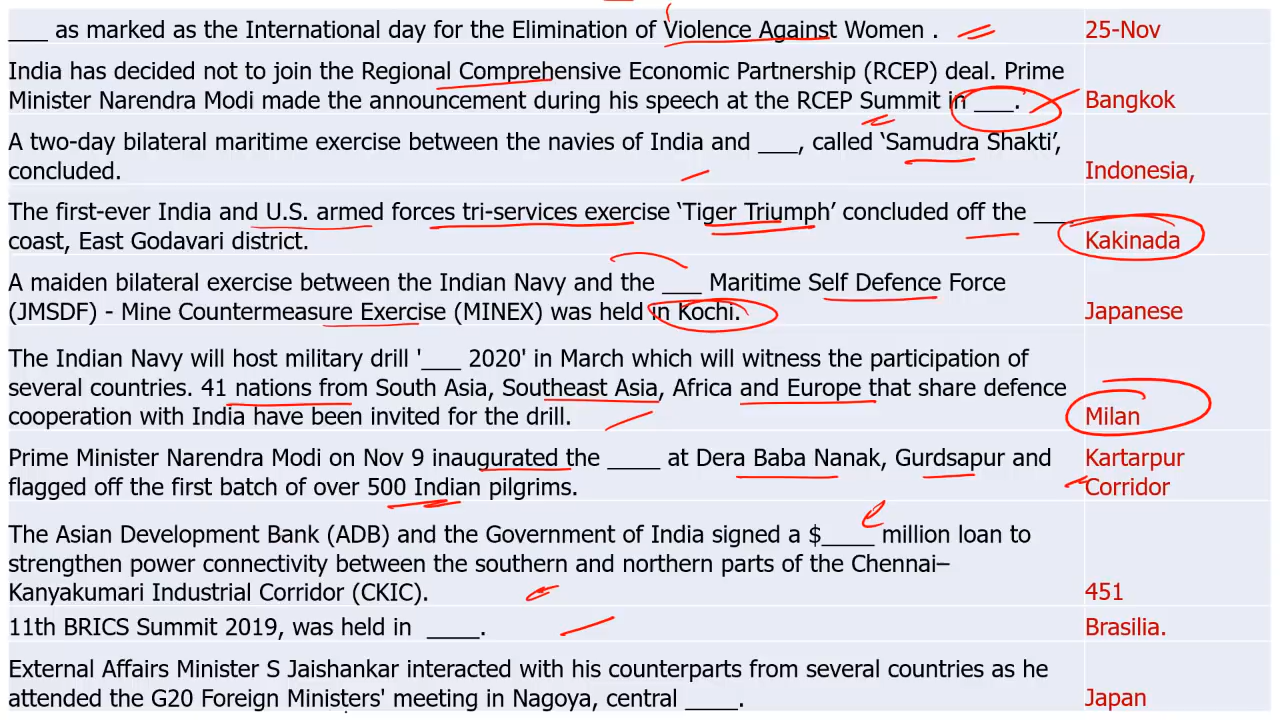 ___ as marked as the International day for the Elimination of Violence Against Women . 25-Nov
India has decided not to join the Regional Comprehensive Economic Partnership (RCEP) deal. Prime
Minister Narendra Modi made the announcement during his speech at the RCEP Summit in ___. Bangkok
A two-day bilateral maritime exercise between the navies of India and ___, called ‘Samudra Shakti’,
concluded. Indonesia,
The first-ever India and U.S. armed forces tri-services exercise ‘Tiger Triumph’ concluded off the ___
coast, East Godavari district. Kakinada
A maiden bilateral exercise between the Indian Navy and the ___ Maritime Self Defence Force
(JMSDF) - Mine Countermeasure Exercise (MINEX) was held in Kochi. Japanese
The Indian Navy will host military drill '___ 2020' in March which will witness the participation of
several countries. 41 nations from South Asia, Southeast Asia, Africa and Europe that share defence
cooperation with India have been invited for the drill. Milan
Prime Minister Narendra Modi on Nov 9 inaugurated the ____ at Dera Baba Nanak, Gurdsapur and Kartarpur
flagged off the first batch of over 500 Indian pilgrims. Corridor
The Asian Development Bank (ADB) and the Government of India signed a $____ million loan to
strengthen power connectivity between the southern and northern parts of the Chennai–
Kanyakumari Industrial Corridor (CKIC). 451
11th BRICS Summit 2019, was held in ____. Brasilia.
External Affairs Minister S Jaishankar interacted with his counterparts from several countries as he
attended the G20 Foreign Ministers' meeting in Nagoya, central ____. Japan